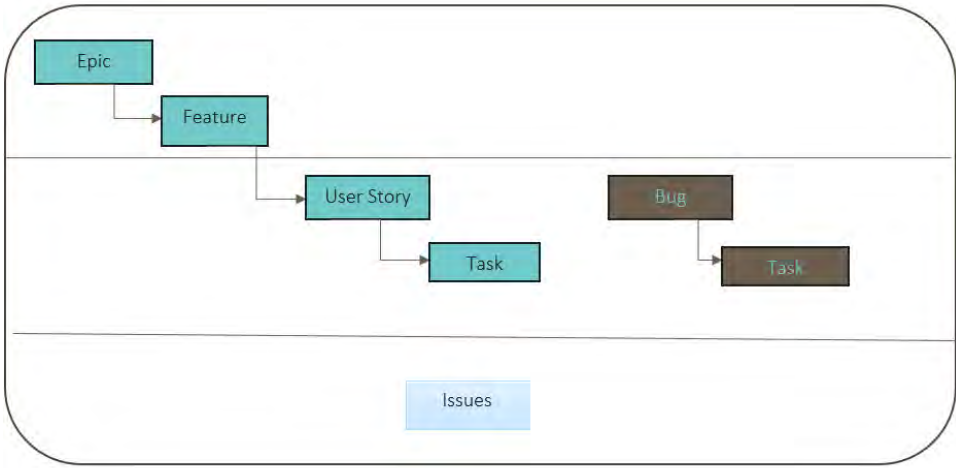 Epic
Feature
User Story
Bug
Task
Task
Issues